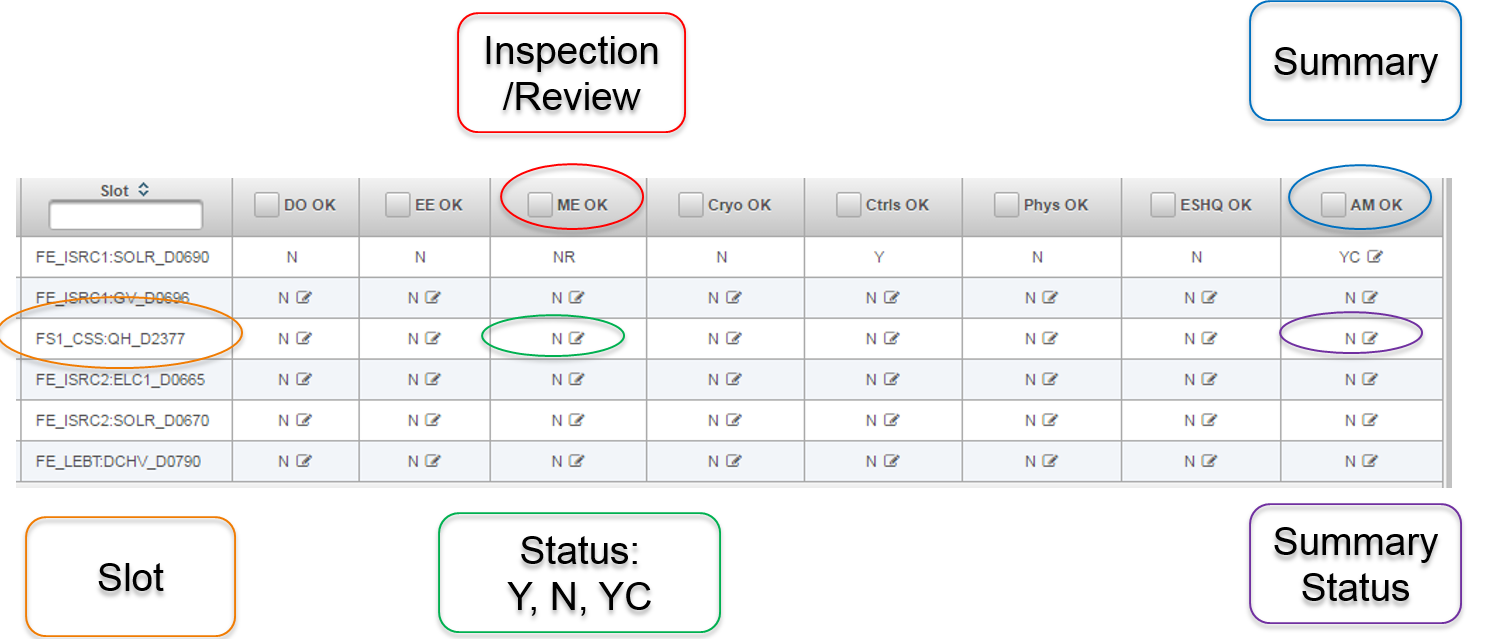 Inspection
/Review
Summary
Slot DO OK EE OK ME OK Cryo OK Ctrls OK Phys OK ESHQ OK AM OK
FE_ISRC1:SOLR_D0690 N N NR N Y N N YC
FE_ISRC1:GV_D0696 N N N N N N N N
FS1_CSS:QH_D2377 N N N N N N N N
FE_ISRC2:ELC1_D0665 N N N N N N N N
FE_ISRC2:SOLR_D0670 N N N N N N N N
FE_LEBT:DCHV_D0790 N N N N N N N N
Slot
Status:
Y, N, YC
Summary
Status